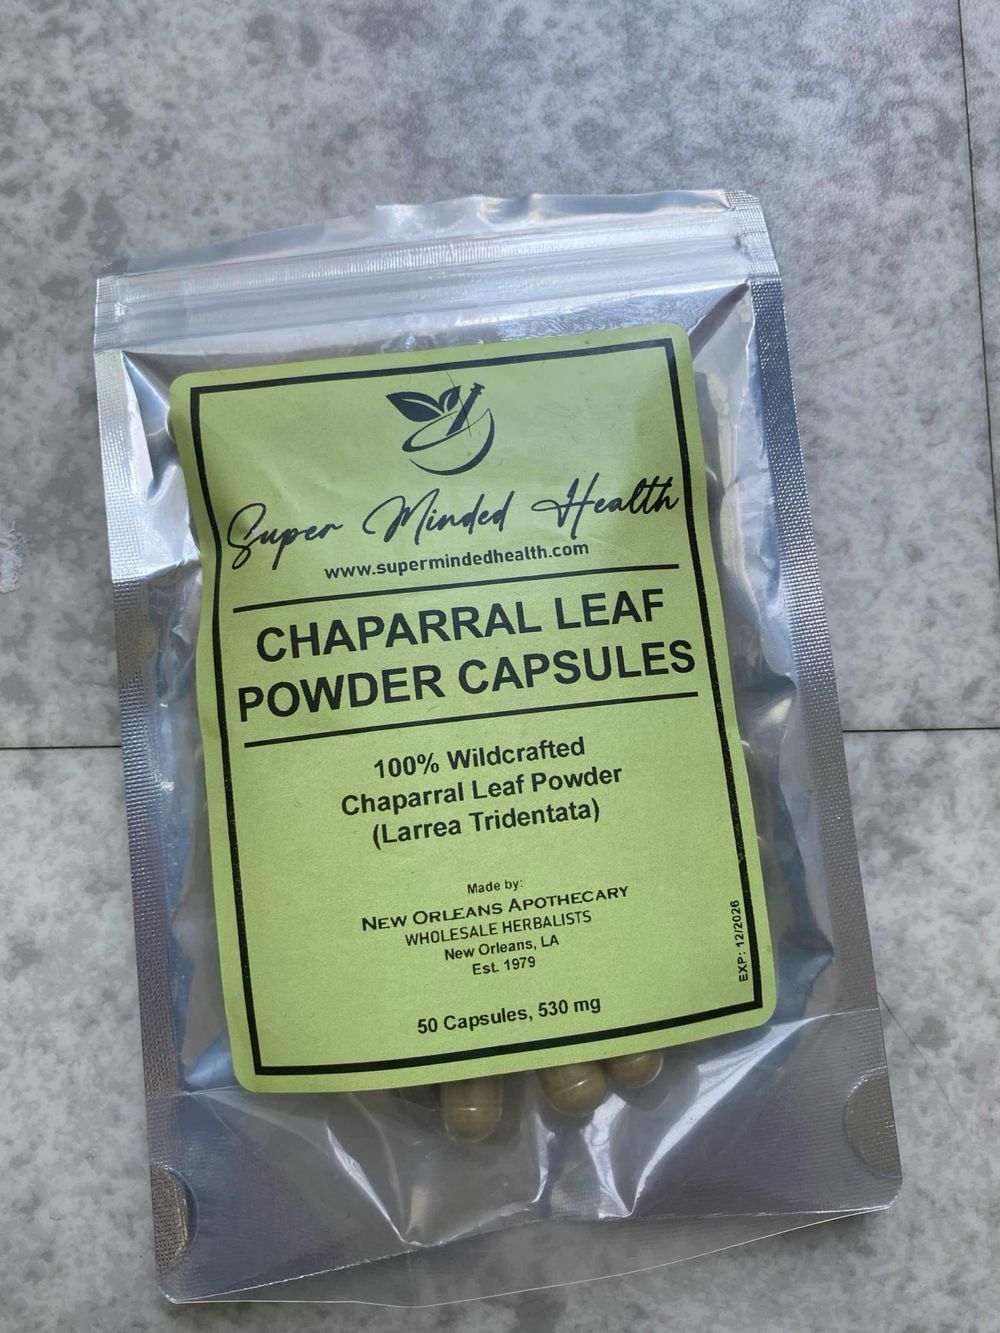 Super Minded Health
www.supermindedhealth.com
CHAPARRAL LEAF
POWDER CAPSULES
100% Wildcrafted
Chaparral Leaf Powder
(Larrea Tridentata)
Made by:
NEW ORLEANS APOTHECARY
WHOLESALE HERBALISTS
New Orleans, LA
Est. 1979
50 Capsules, 530 mg
EXP: 12/2026